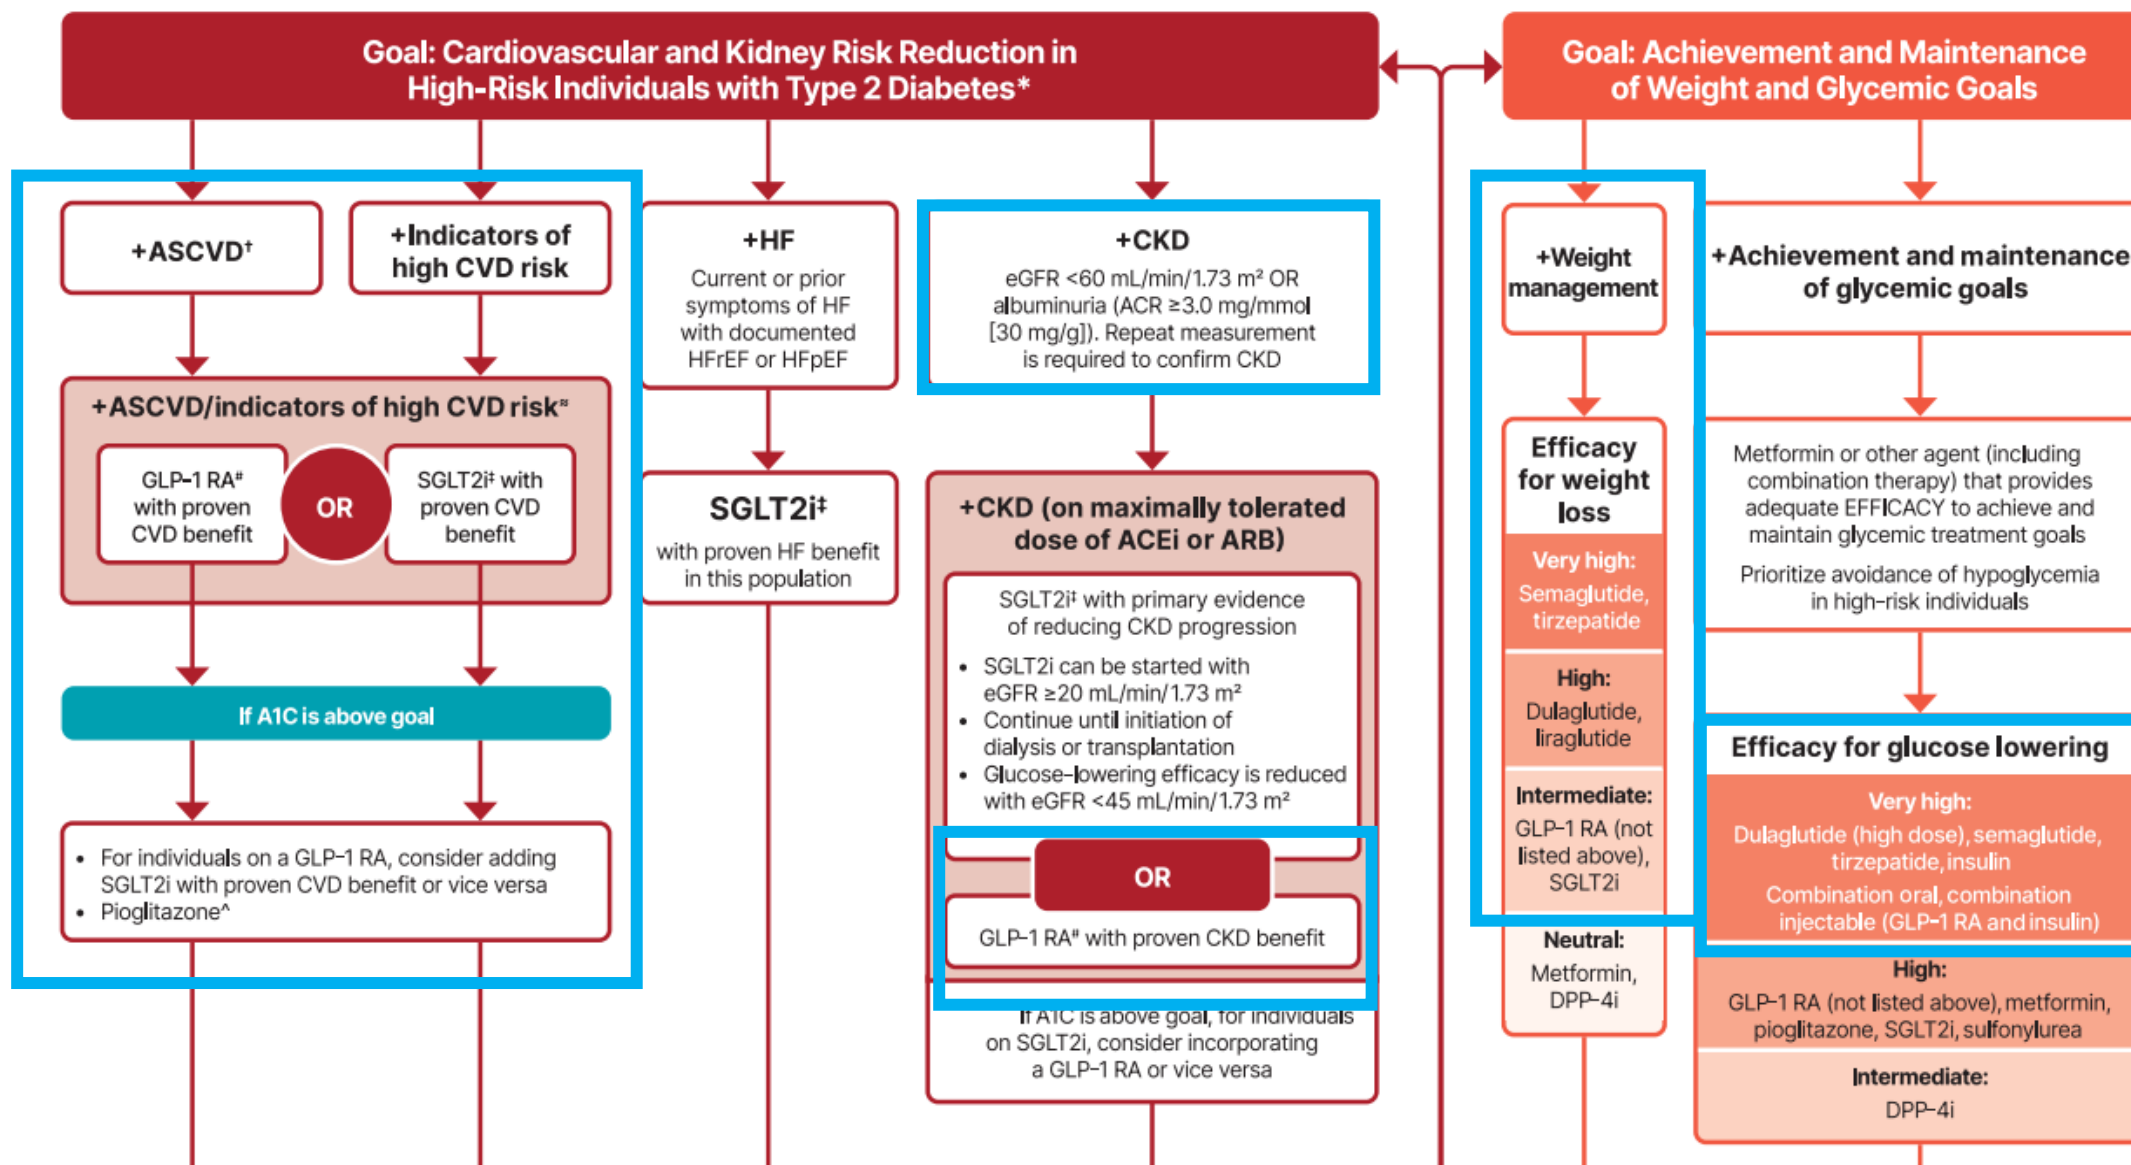 Goal: Cardiovascular and Kidney Risk Reduction in
High-Risk Individuals with Type 2 Diabetes*
+ASCVD†
+Indicators of
high CVD risk
+ASCVD/indicators of high CVD risk≈
GLP-1 RA#
with proven
CVD benefit
OR
SGLT2i‡ with
proven CVD
benefit
If A1C is above goal
• For individuals on a GLP-1 RA, consider adding
SGLT2i with proven CVD benefit or vice versa
• Pioglitazone^
+HF
Current or prior
symptoms of HF
with documented
HFrEF or HFpEF
SGLT2i‡
with proven HF benefit
in this population
+CKD
eGFR <60 mL/min/1.73 m² OR
albuminuria (ACR ≥3.0 mg/mmol
[30 mg/g]). Repeat measurement
is required to confirm CKD
+CKD (on maximally tolerated
dose of ACEi or ARB)
SGLT2i‡ with primary evidence
of reducing CKD progression
• SGLT2i can be started with
eGFR ≥20 mL/min/1.73 m²
• Continue until initiation of
dialysis or transplantation
• Glucose-lowering efficacy is reduced
with eGFR <45 mL/min/1.73 m²
OR
GLP-1 RA# with proven CKD benefit
If A1C is above goal, for individuals
on SGLT2i, consider incorporating
a GLP-1 RA or vice versa
Goal: Achievement and Maintenance
of Weight and Glycemic Goals
+Weight
management
Efficacy
for weight
loss
Very high:
Semaglutide,
tirzepatide
High:
Dulaglutide,
liraglutide
Intermediate:
GLP-1 RA (not
listed above),
SGLT2i
Neutral:
Metformin,
DPP-4i
+Achievement and maintenance
of glycemic goals
Metformin or other agent (including
combination therapy) that provides
adequate EFFICACY to achieve and
maintain glycemic treatment goals
Prioritize avoidance of hypoglycemia
in high-risk individuals
Efficacy for glucose lowering
Very high:
Dulaglutide (high dose), semaglutide,
tirzepatide, insulin
Combination oral, combination
injectable (GLP-1 RA and insulin)
High:
GLP-1 RA (not listed above), metformin,
pioglitazone, SGLT2i, sulfonylurea
Intermediate:
DPP-4i